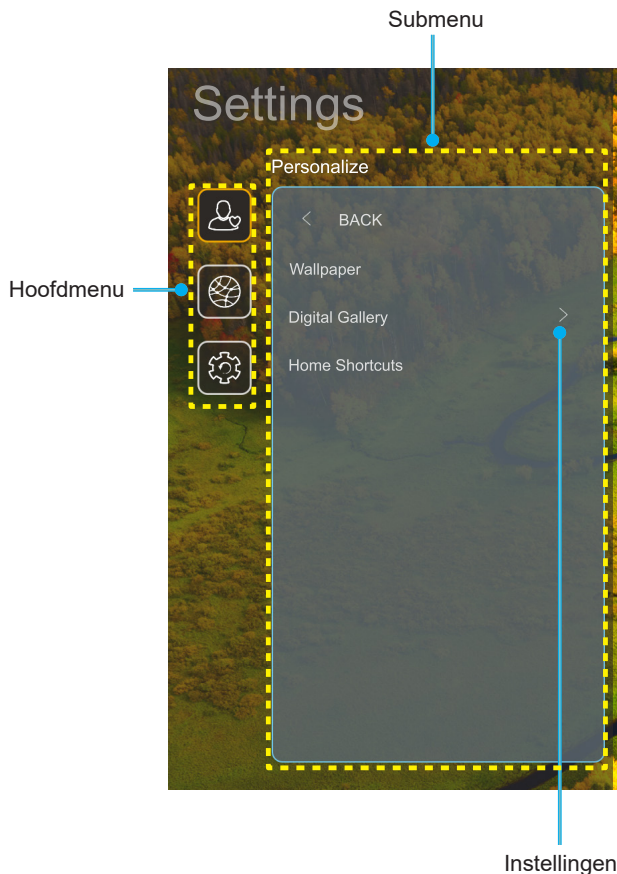 Submenu
Settings
Personalize
BACK
Wallpaper
Hoofdmenu
Digital Gallery
Home Shortcuts
Instellingen